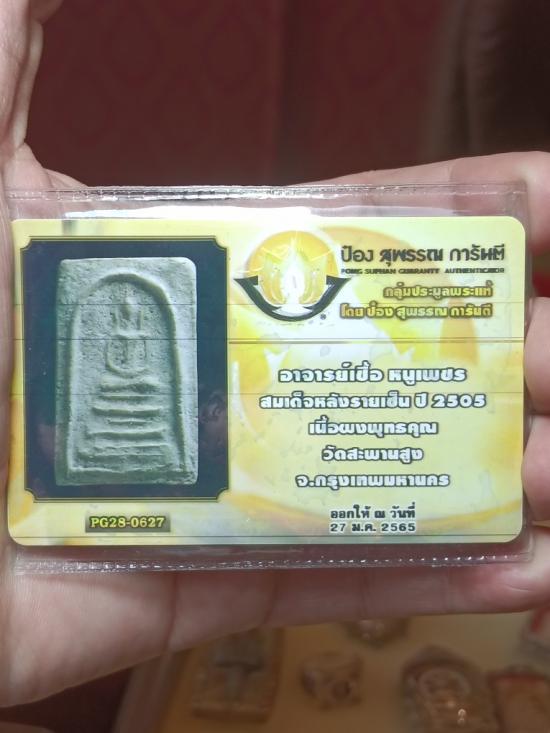 ป๋อง สุพรรณ การันตี
PONG SUPHAN GUARANTY AUTHENTICATOR
กลุ่มประมูลพระแท้
โดย ป๋อง สุพรรณ การันตี
อาจารย์เชื้อ หนูเพชร
สมเด็จหลังรายเซ็น ปี 2505
เนื้อผงพุทธคุณ
วัดสะพานสูง
จ.กรุงเทพมหานคร
ออกให้ ณ วันที่
27 ม.ค. 2565
PG28-0627